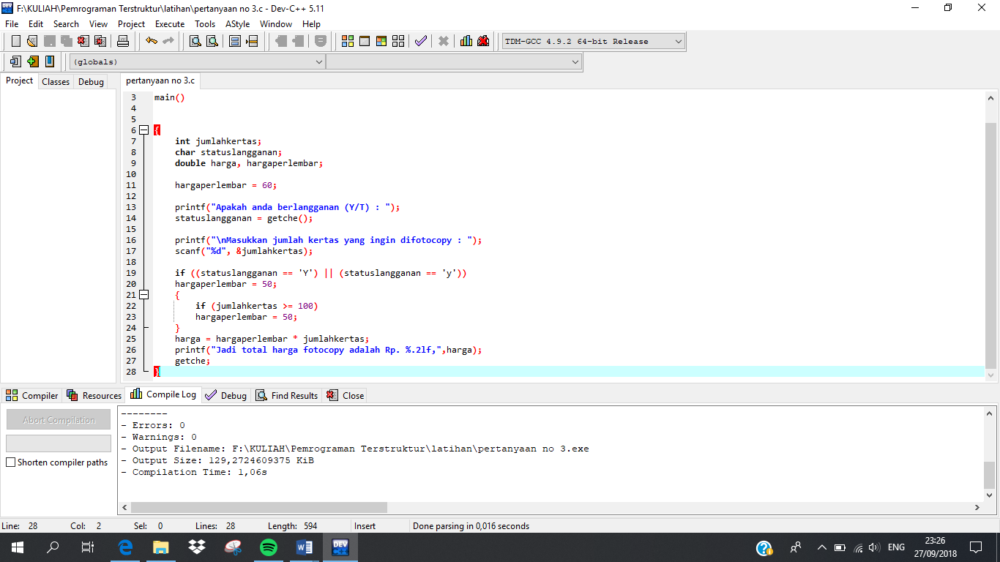 F:\KULIAH\Pemrograman Terstruktur\latihan\pertanyaan no 3.c - Dev-C++ 5.11
File Edit Search View Project Execute Tools AStyle Window Help
TDM-GCC 4.9.2 64-bit Release
(globals)
Project Classes Debug pertanyaan no 3.c
3 main()
4
5
6 {
7 int jumlahkertas;
8 char statuslangganan;
9 double harga, hargaperlembar;
10
11 hargaperlembar = 60;
12
13 printf("Apakah anda berlangganan (Y/T) : ");
14 statuslangganan = getche();
15
16 printf("\nMasukkan jumlah kertas yang ingin difotocopy : ");
17 scanf("%d", &jumlahkertas);
18
19 if ((statuslangganan == 'Y') || (statuslangganan == 'y'))
20 hargaperlembar = 50;
21 {
22 if (jumlahkertas >= 100)
23 hargaperlembar = 50;
24 }
25 harga = hargaperlembar * jumlahkertas;
26 printf("Jadi total harga fotocopy adalah Rp. %.2lf,",harga);
27 getche;
28 }
Compiler Resources Compile Log Debug Find Results Close
Abort Compilation
Shorten compiler paths
--------
- Errors: 0
- Warnings: 0
- Output Filename: F:\KULIAH\Pemrograman Terstruktur\latihan\pertanyaan no 3.exe
- Output Size: 129,2724609375 KiB
- Compilation Time: 1,06s
Line: 28 Col: 2 Sel: 0 Lines: 28 Length: 594 Insert Done parsing in 0,016 seconds
DEV
ENG
23:26
27/09/2018